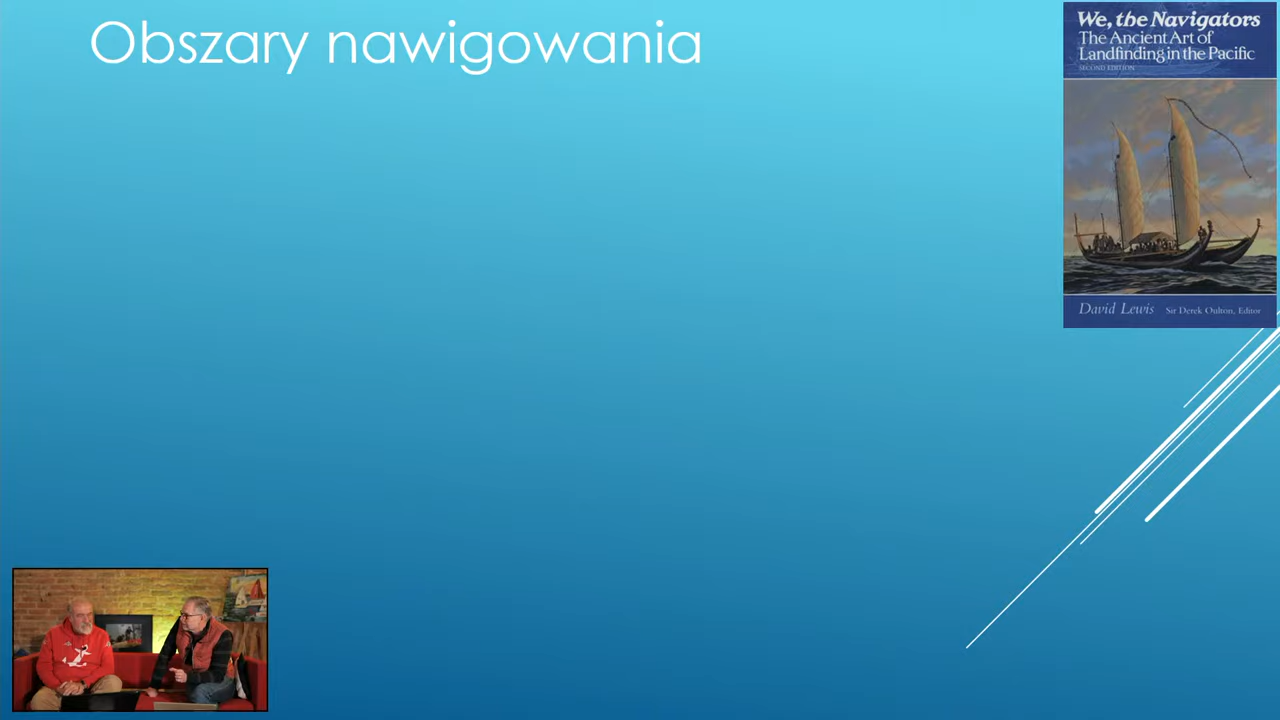 Obszary nawigowania
We, the Navigators
The Ancient Art of
Landfinding in the Pacific
SECOND EDITION
David Lewis Sir Derek Oulton, Editor